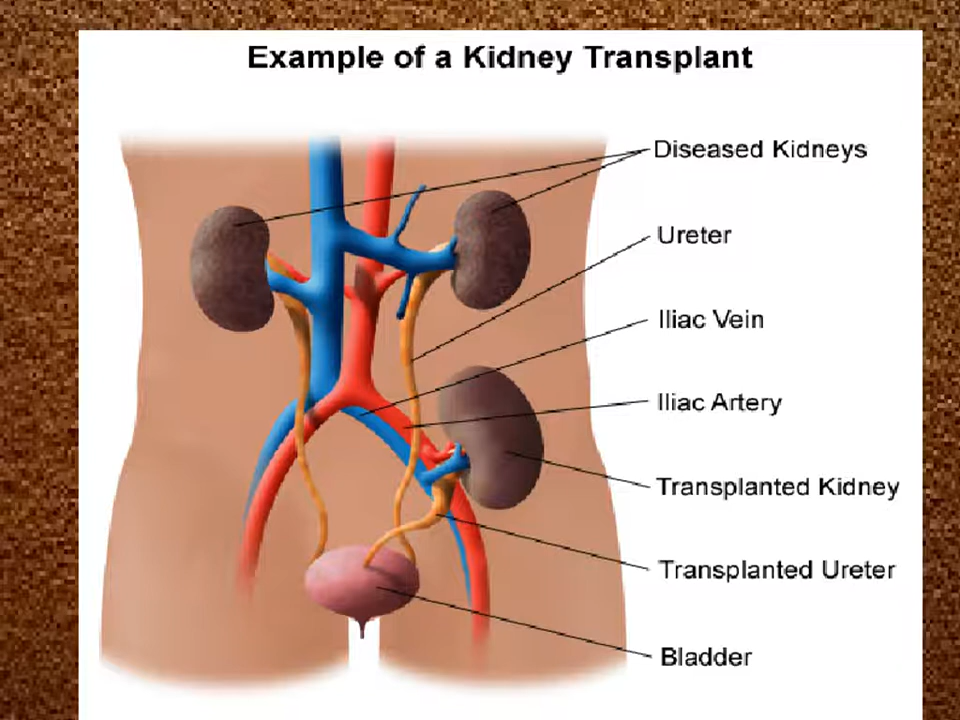 Example of a Kidney Transplant
Diseased Kidneys
Ureter
Iliac Vein
Iliac Artery
Transplanted Kidney
Transplanted Ureter
Bladder